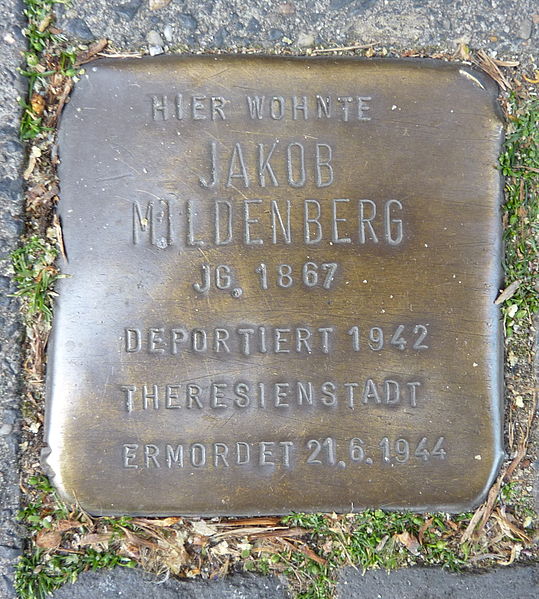 HIER WOHNTE
JAKOB
MILDENBERG
JG. 1867
DEPORTIERT 1942
THERESIENSTADT
ERMORDET 21.6.1944